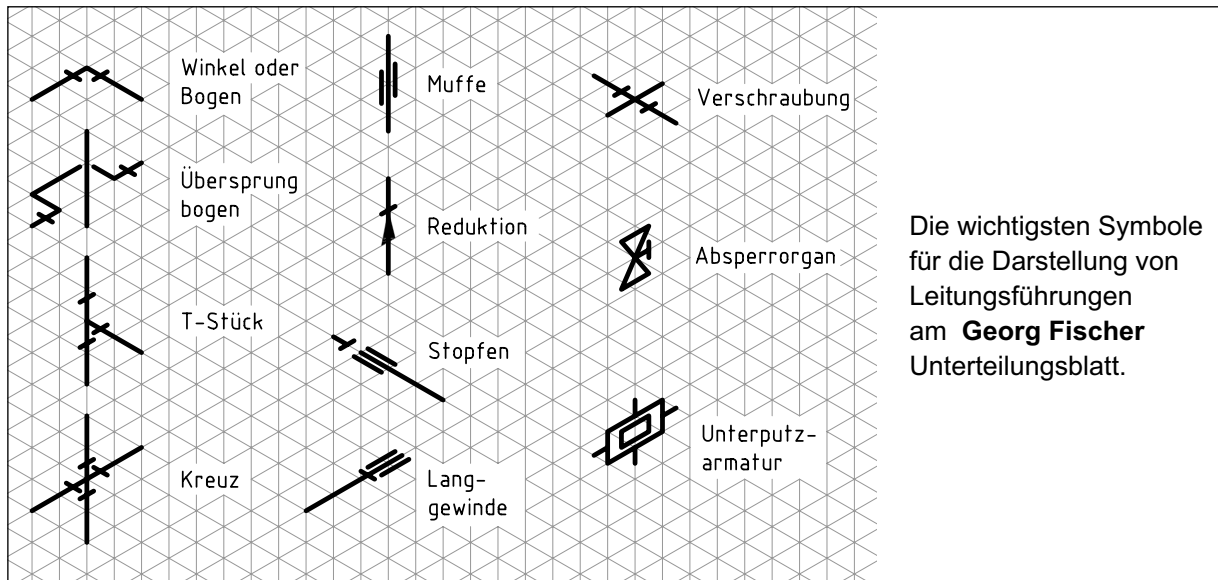 Winkel oder
Bogen
Übersprung
bogen
T-Stück
Kreuz
Muffe
Reduktion
Stopfen
Lang-
gewinde
Verschraubung
Absperrorgan
Unterputz-
armatur
Die wichtigsten Symbole
für die Darstellung von
Leitungsführungen
am Georg Fischer
Unterteilungsblatt.